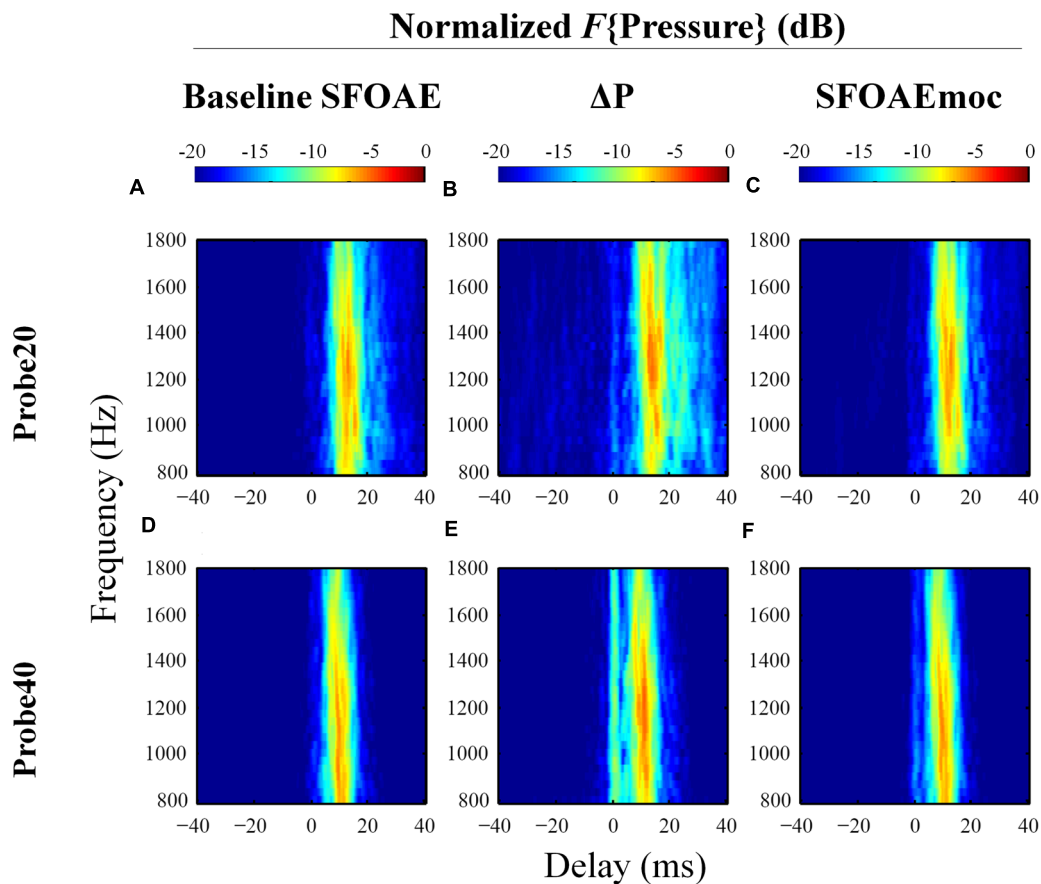 Normalized F{Pressure} (dB)
Baseline SFOAE ΔP SFOAEmoc
-20 -15 -10 -5 0 -20 -15 -10 -5 0 -20 -15 -10 -5 0
A B C
1800 1800 1800
1600 1600 1600
1400 1400 1400
1200 1200 1200
1000 1000 1000
800 800 800
−40 −20 0 20 40 −40 −20 0 20 40 −40 −20 0 20 40
Probe20
Frequency (Hz)
D E F
1800 1800 1800
1600 1600 1600
1400 1400 1400
1200 1200 1200
1000 1000 1000
800 800 800
−40 −20 0 20 40 −40 −20 0 20 40 −40 −20 0 20 40
Probe40
Delay (ms)